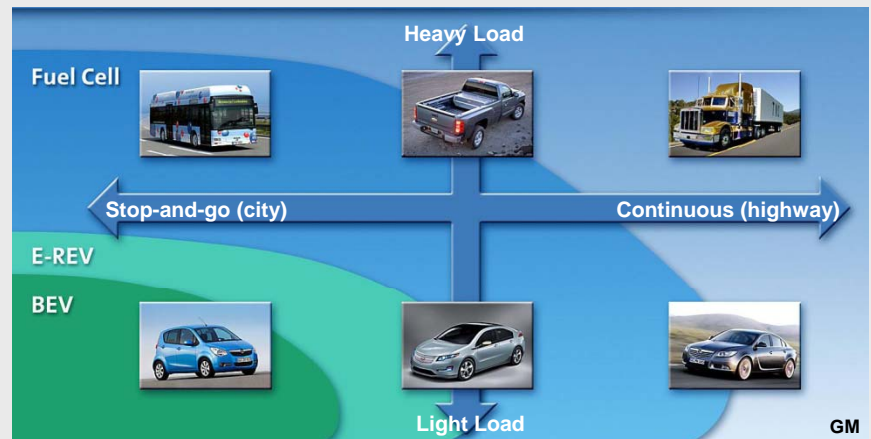 Heavy Load
Fuel Cell
Stop-and-go (city)
Continuous (highway)
E-REV
BEV
Light Load
GM